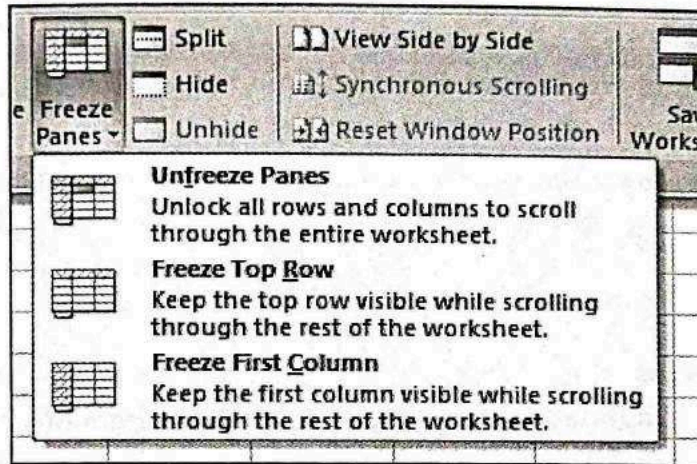 Split
View Side by Side
Hide
Synchronous Scrolling
e Freeze Panes
Unhide
Reset Window Position
Sav
Works
Unfreeze Panes
Unlock all rows and columns to scroll
through the entire worksheet.
Freeze Top Row
Keep the top row visible while scrolling
through the rest of the worksheet.
Freeze First Column
Keep the first column visible while scrolling
through the rest of the worksheet.